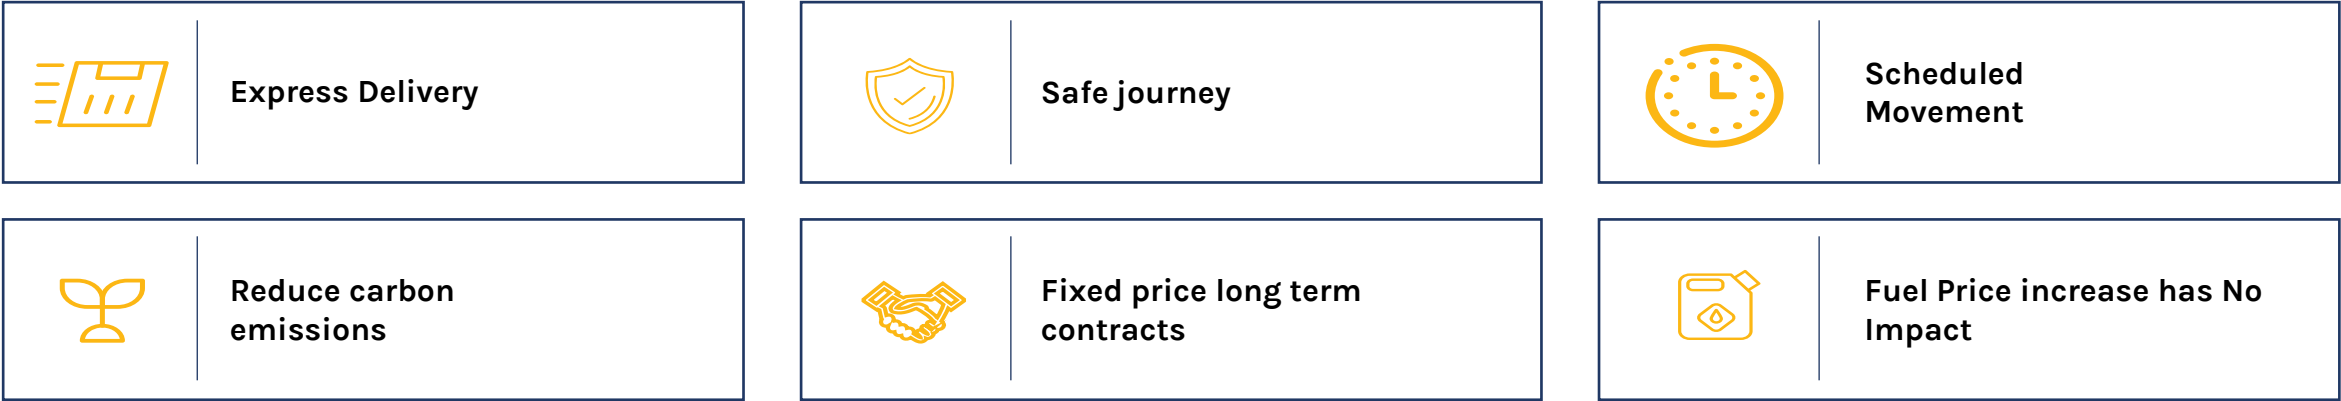 Express Delivery
Safe journey
Scheduled
Movement
Reduce carbon
emissions
Fixed price long term
contracts
Fuel Price increase has No
Impact